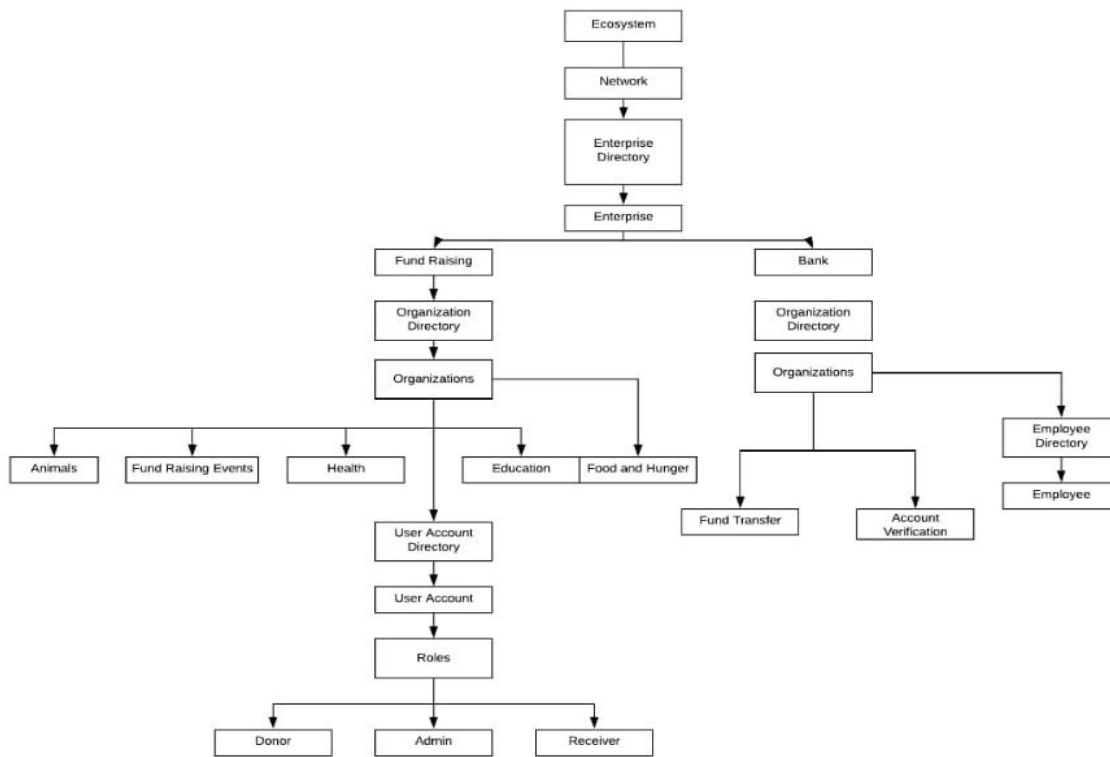 Ecosystem
Network
Enterprise
Directory
Enterprise
Fund Raising
Bank
Organization
Directory
Organization
Directory
Organizations
Organizations
Animals
Fund Raising Events
Health
Education
Food and Hunger
Employee
Directory
Employee
Fund Transfer
Account
Verification
User Account
Directory
User Account
Roles
Donor
Admin
Receiver